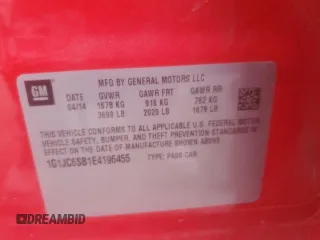 GM
MFD BY GENERAL MOTORS LLC
DATE GVWR GAWR FRT GAWR RR
04/14 1678 KG 916 KG 762 KG
3699 LB 2020 LB 1679 LB
THIS VEHICLE CONFORMS TO ALL APPLICABLE U.S. FEDERAL MOTOR
VEHICLE SAFETY, BUMPER, AND THEFT PREVENTION STANDARDS
IN EFFECT ON THE DATE OF MANUFACTURE SHOWN ABOVE.
1G1JC6SB1E4196455 TYPE: PASS CAR
DREAMBID